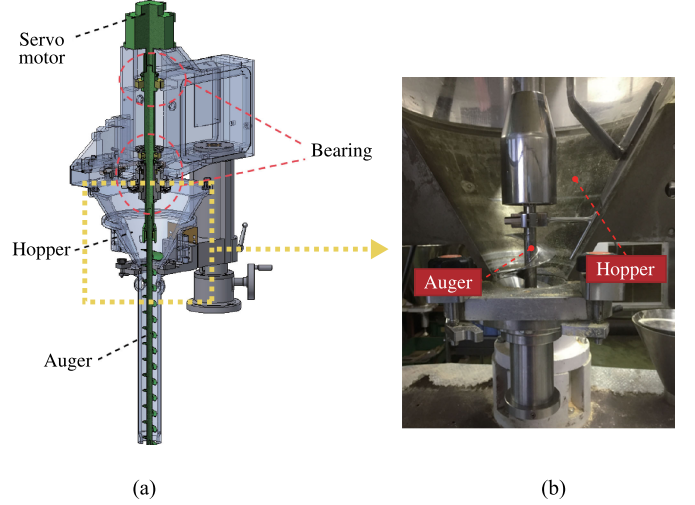 Servo
motor
Bearing
Hopper
Auger
Auger
Hopper
(a)
(b)